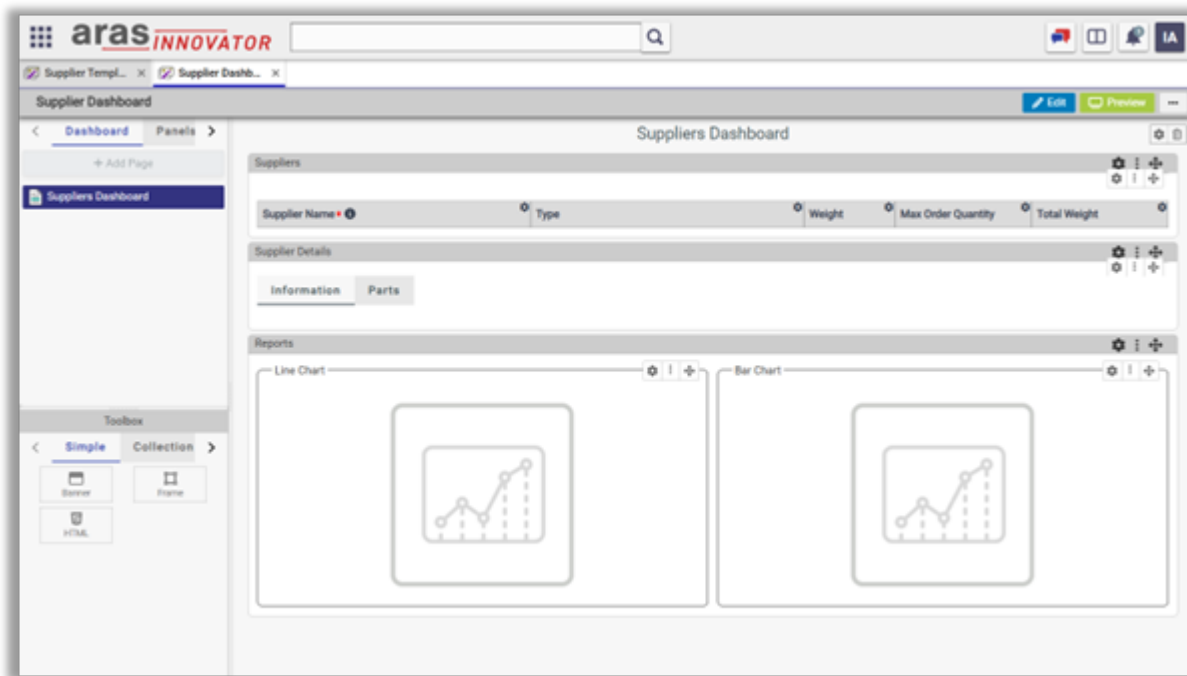 aras INNOVATOR
IA
Supplier Templ...
Supplier Dashb...
Supplier Dashboard
Edit
Preview
Dashboard
Panels
+ Add Page
Suppliers Dashboard
Toolbox
Simple
Collection
Banner
Frame
HTML
Suppliers Dashboard
Suppliers
Supplier Name
Type
Weight
Max Order Quantity
Total Weight
Supplier Details
Information
Parts
Reports
Line Chart
Bar Chart